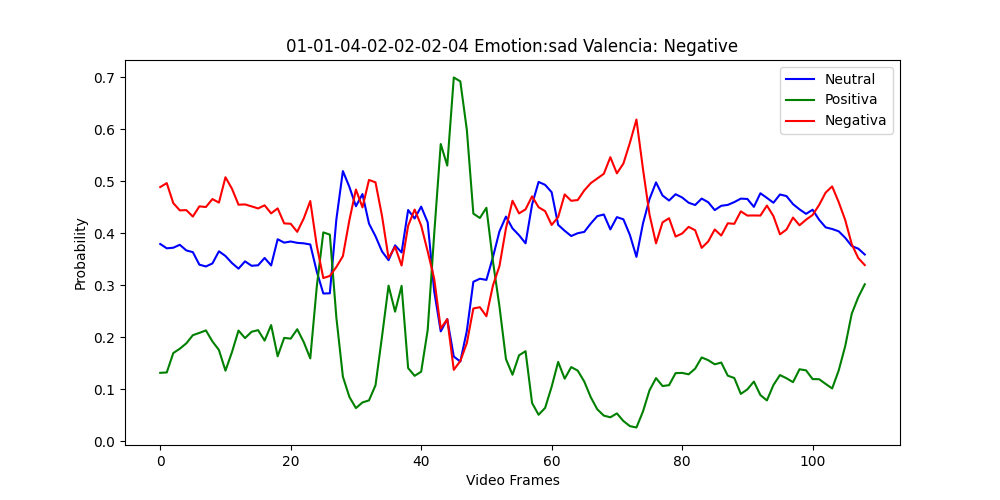 01-01-04-02-02-02-04 Emotion:sad Valencia: Negative
Neutral
Positiva
Negativa
Probability
0.7
0.6
0.5
0.4
0.3
0.2
0.1
0.0
0 20 40 60 80 100
Video Frames